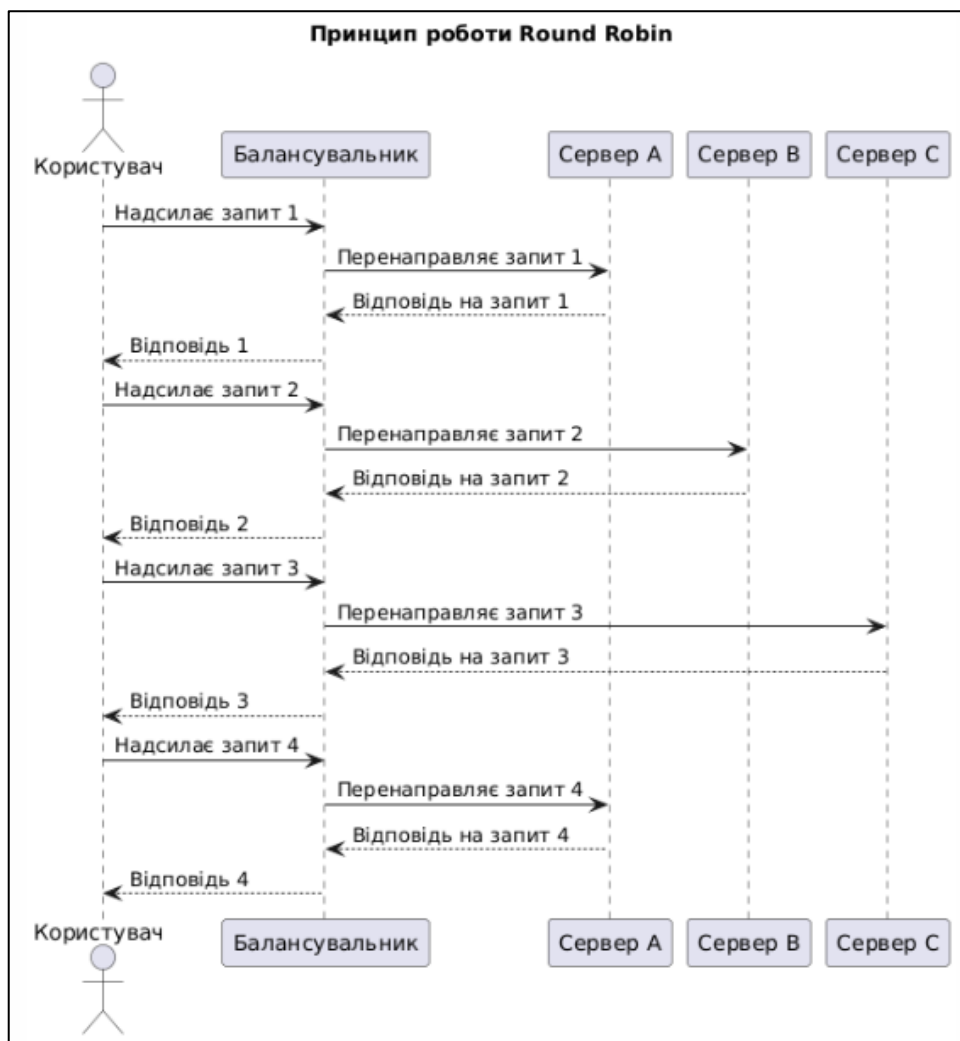 Принцип роботи Round Robin
Користувач
Балансувальник
Сервер A
Сервер B
Сервер C
Надсилає запит 1
Перенаправляє запит 1
Відповідь на запит 1
Відповідь 1
Надсилає запит 2
Перенаправляє запит 2
Відповідь на запит 2
Відповідь 2
Надсилає запит 3
Перенаправляє запит 3
Відповідь на запит 3
Відповідь 3
Надсилає запит 4
Перенаправляє запит 4
Відповідь на запит 4
Відповідь 4
Користувач
Балансувальник
Сервер A
Сервер B
Сервер C